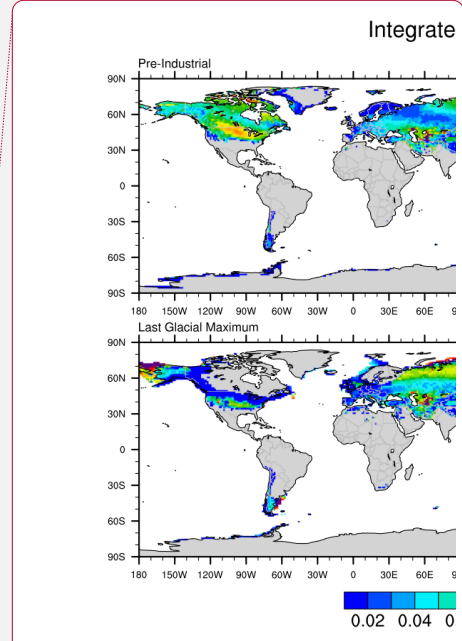 Integrate
Pre-Industrial
90N
60N
30N
0
30S
60S
90S
180 150W 120W 90W 60W 30W 0 30E 60E
Last Glacial Maximum
90N
60N
30N
0
30S
60S
90S
180 150W 120W 90W 60W 30W 0 30E 60E
0.02 0.04